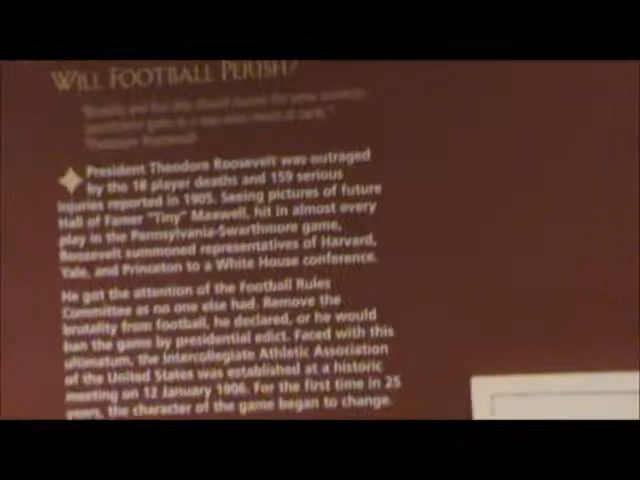 WILL FOOTBALL PERISH?
Theodore Roosevelt
President Theodore Roosevelt was outraged
by the 18 player deaths and 159 serious
injuries reported in 1905. Seeing pictures of future
Hall of Famer "Tiny" Maxwell, hit in almost every
play in the Pennsylvania-Swarthmore game,
Roosevelt summoned representatives of Harvard,
Yale, and Princeton to a White House conference.
He got the attention of the Football Rules
Committee as no one else had. Remove the
brutality from football, he declared, or he would
ban the game by presidential edict. Faced with this
ultimatum, the Intercollegiate Athletic Association
of the United States was established at a historic
meeting on 12 January 1906. For the first time in 25
years, the character of the game began to change.